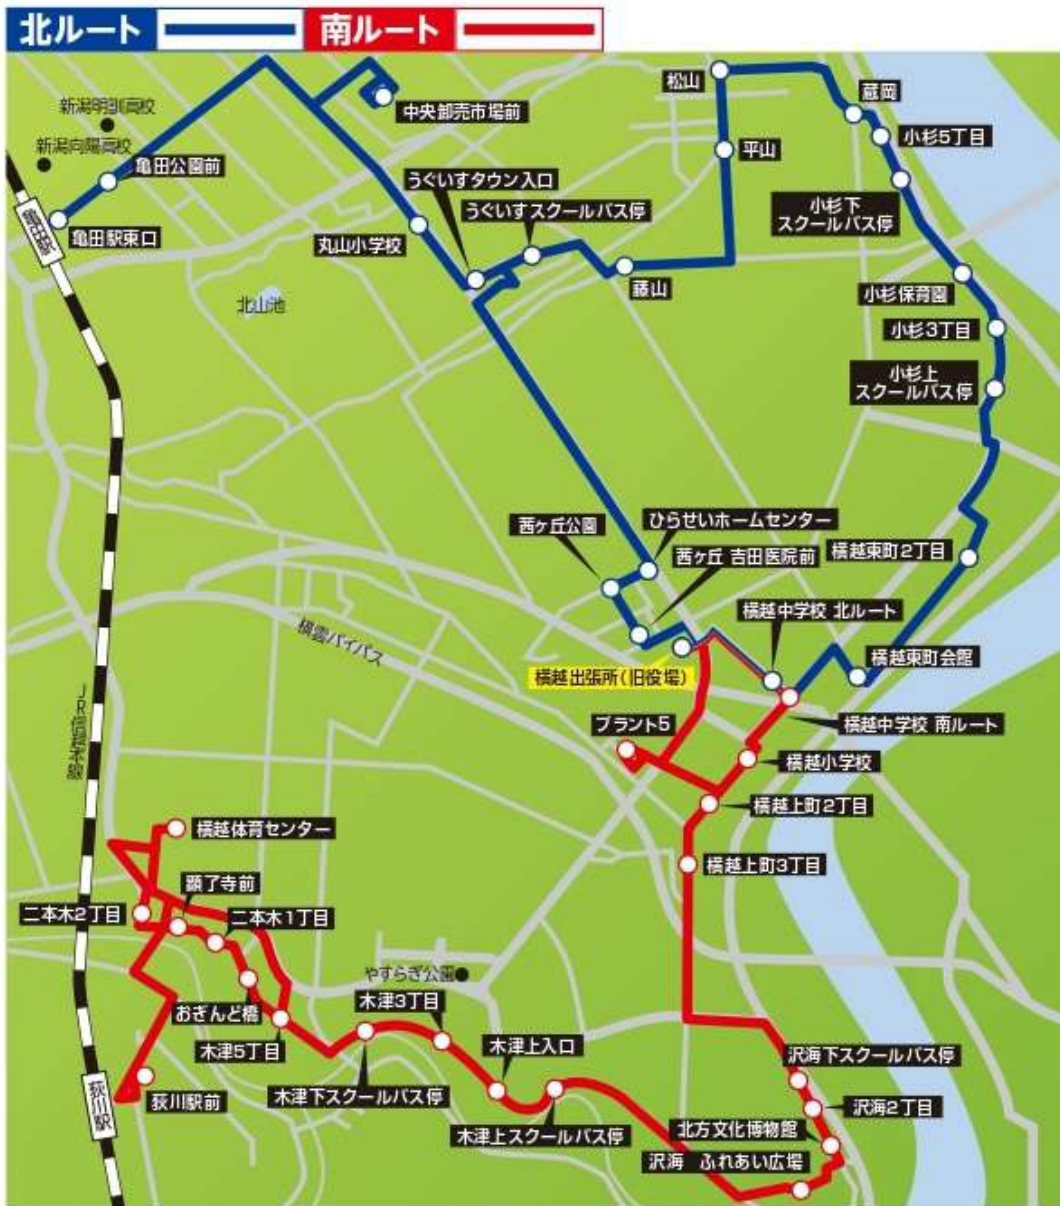 北ルート
南ルート
新潟明訓高校
新潟向陽高校
亀田公園前
亀田駅
亀田駅東口
中央卸売市場前
うぐいすタウン入口
うぐいすスクールバス停
丸山小学校
北山池
藤山
松山
平山
蔵岡
小杉5丁目
小杉下
スクールバス停
小杉保育園
小杉3丁目
小杉上
スクールバス停
茜ヶ丘公園
ひらせいホームセンター
茜ヶ丘 吉田医院前
横越東町2丁目
横越中学校 北ルート
横雲バイパス
横越出張所(旧役場)
横越東町会館
横越中学校 南ルート
プラント5
横越小学校
横越上町2丁目
横越上町3丁目
JR信越本線
横越体育センター
顕了寺前
二本木2丁目
二本木1丁目
おぎんど橋
木津5丁目
やすらぎ公園
木津3丁目
木津上入口
木津下スクールバス停
木津上スクールバス停
荻川駅前
荻川駅
沢海下スクールバス停
沢海2丁目
北方文化博物館
沢海 ふれあい広場